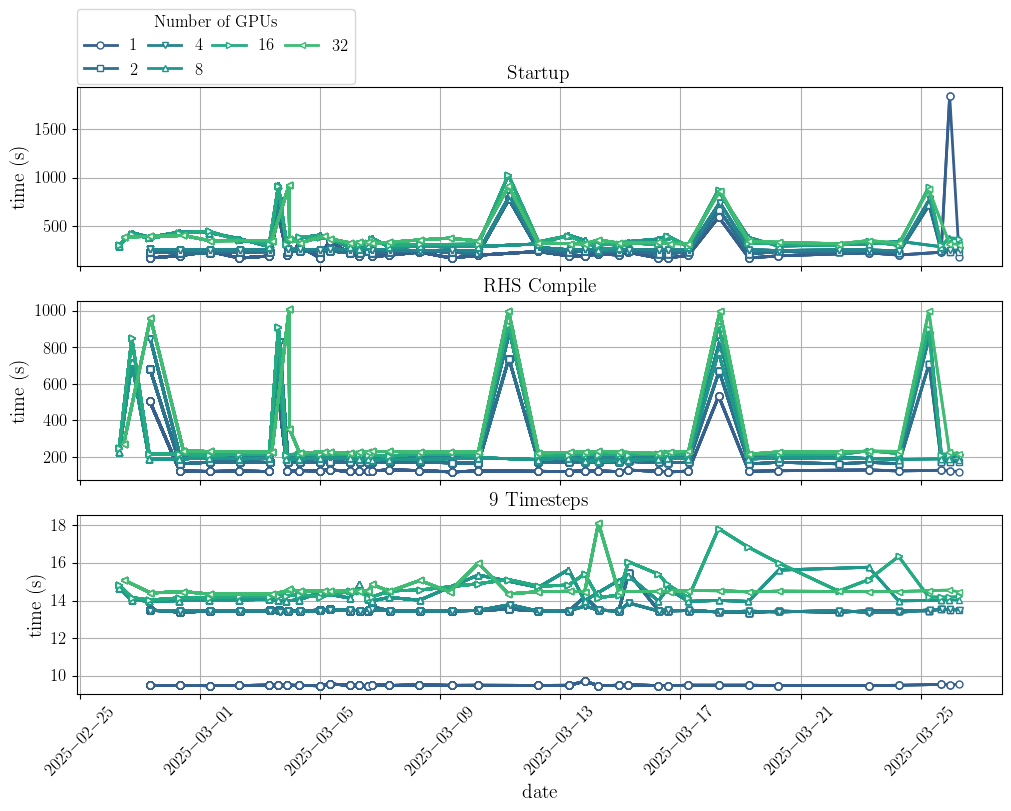 Number of GPUs
1 4 16 32
2 8
Startup
time (s)
1500
1000
500
RHS Compile
time (s)
1000
800
600
400
200
9 Timesteps
time (s)
18
16
14
12
10
2025−02−25
2025−03−01
2025−03−05
2025−03−09
2025−03−13
2025−03−17
2025−03−21
2025−03−25
date